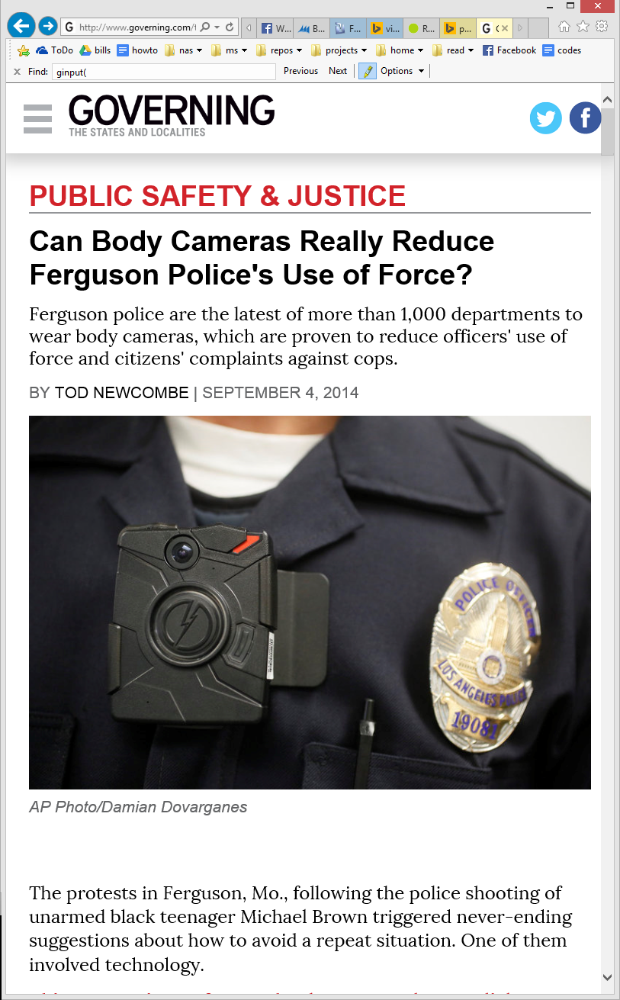 G http://www.governing.com/t
W...
B...
F...
vi...
R...
p...
G
ToDo
bills
howto
nas
ms
repos
projects
home
read
Facebook
codes
x Find: ginput( Previous Next Options
GOVERNING
THE STATES AND LOCALITIES
PUBLIC SAFETY & JUSTICE
Can Body Cameras Really Reduce
Ferguson Police's Use of Force?
Ferguson police are the latest of more than 1,000 departments to
wear body cameras, which are proven to reduce officers' use of
force and citizens' complaints against cops.
BY TOD NEWCOMBE | SEPTEMBER 4, 2014
POLICE OFFICER
LOS ANGELES POLICE
19081
AP Photo/Damian Dovarganes
The protests in Ferguson, Mo., following the police shooting of
unarmed black teenager Michael Brown triggered never-ending
suggestions about how to avoid a repeat situation. One of them
involved technology.